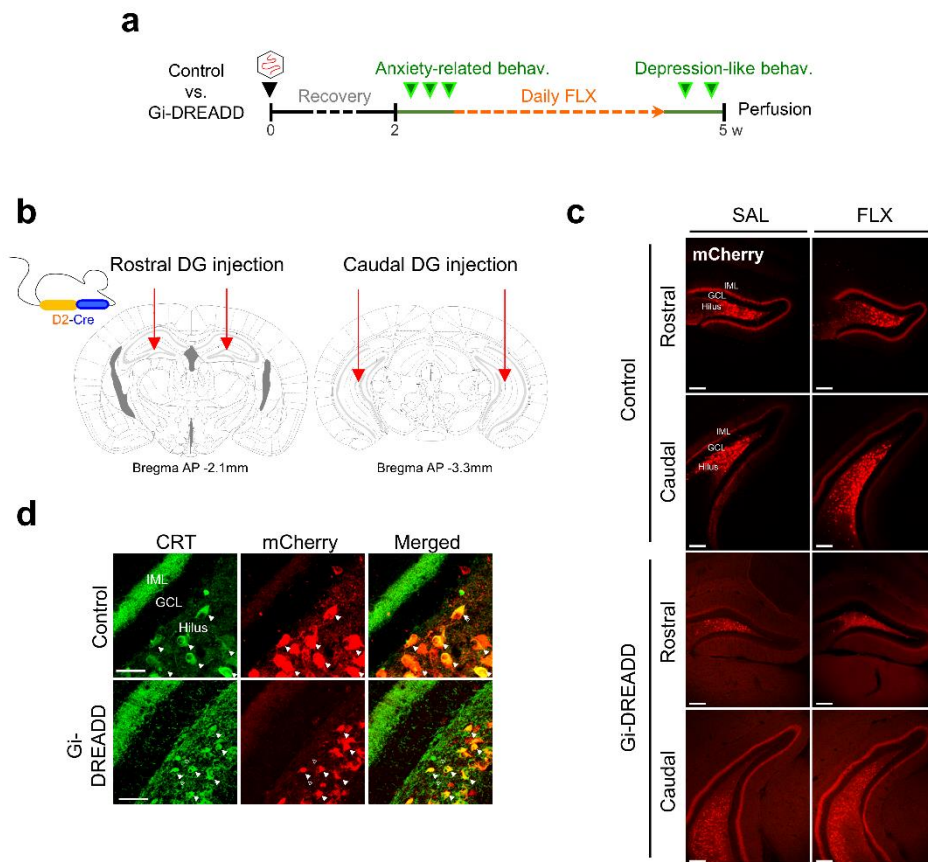 a
Control
vs.
Gi-DREADD
Recovery
Anxiety-related behav.
Daily FLX
Depression-like behav.
Perfusion
0
2
5 w
b
D2-Cre
Rostral DG injection
Caudal DG injection
Bregma AP -2.1mm
Bregma AP -3.3mm
c
SAL
FLX
Control
Rostral
mCherry
IML
GCL
Hilus
Caudal
IML
GCL
Hilus
Gi-DREADD
Rostral
Caudal
d
CRT
mCherry
Merged
Control
IML
GCL
Hilus
Gi-
DREADD